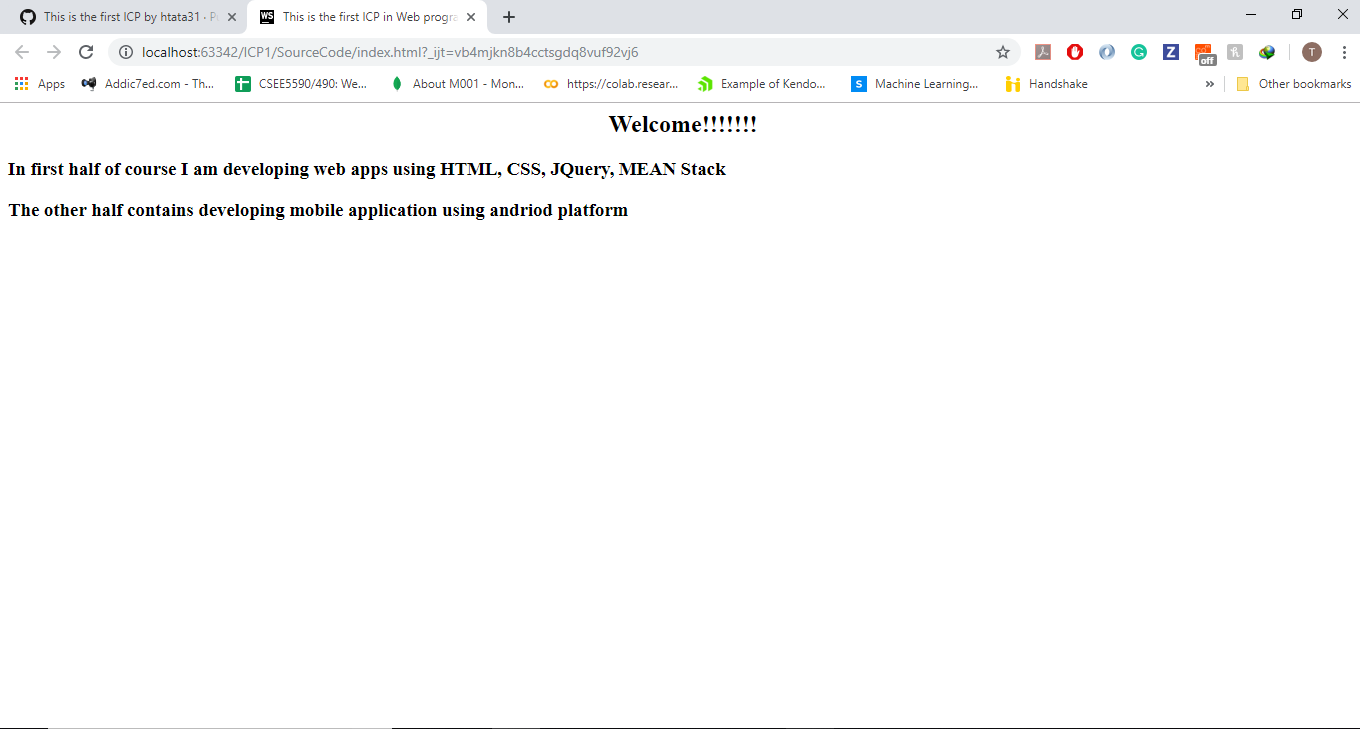 This is the first ICP by htata31 · P
WS This is the first ICP in Web progra
localhost:63342/ICP1/SourceCode/index.html?_ijt=vb4mjkn8b4cctsgdq8vuf92vj6
off
T
Apps Addic7ed.com - Th... CSEE5590/490: We... About M001 - Mon... https://colab.resear... Example of Kendo... S Machine Learning... Handshake » Other bookmarks
Welcome!!!!!!!
In first half of course I am developing web apps using HTML, CSS, JQuery, MEAN Stack
The other half contains developing mobile application using andriod platform